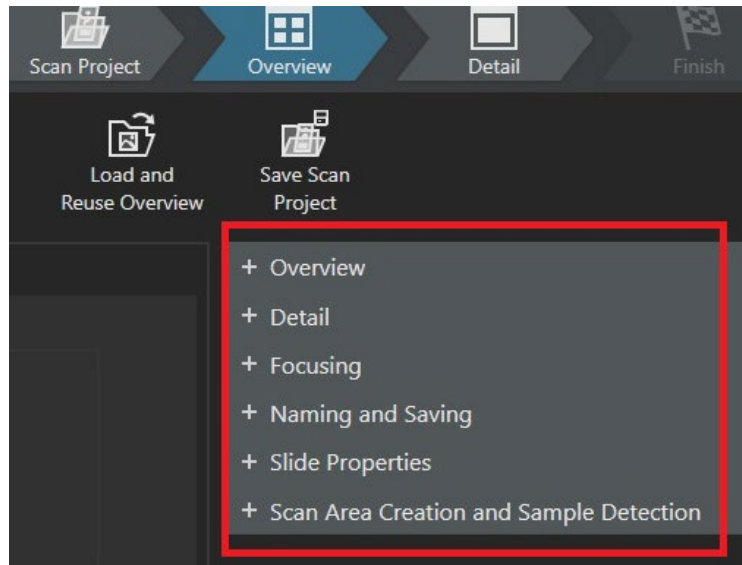 Scan Project
Overview
Detail
Finish
Load and
Reuse Overview
Save Scan
Project
+ Overview
+ Detail
+ Focusing
+ Naming and Saving
+ Slide Properties
+ Scan Area Creation and Sample Detection